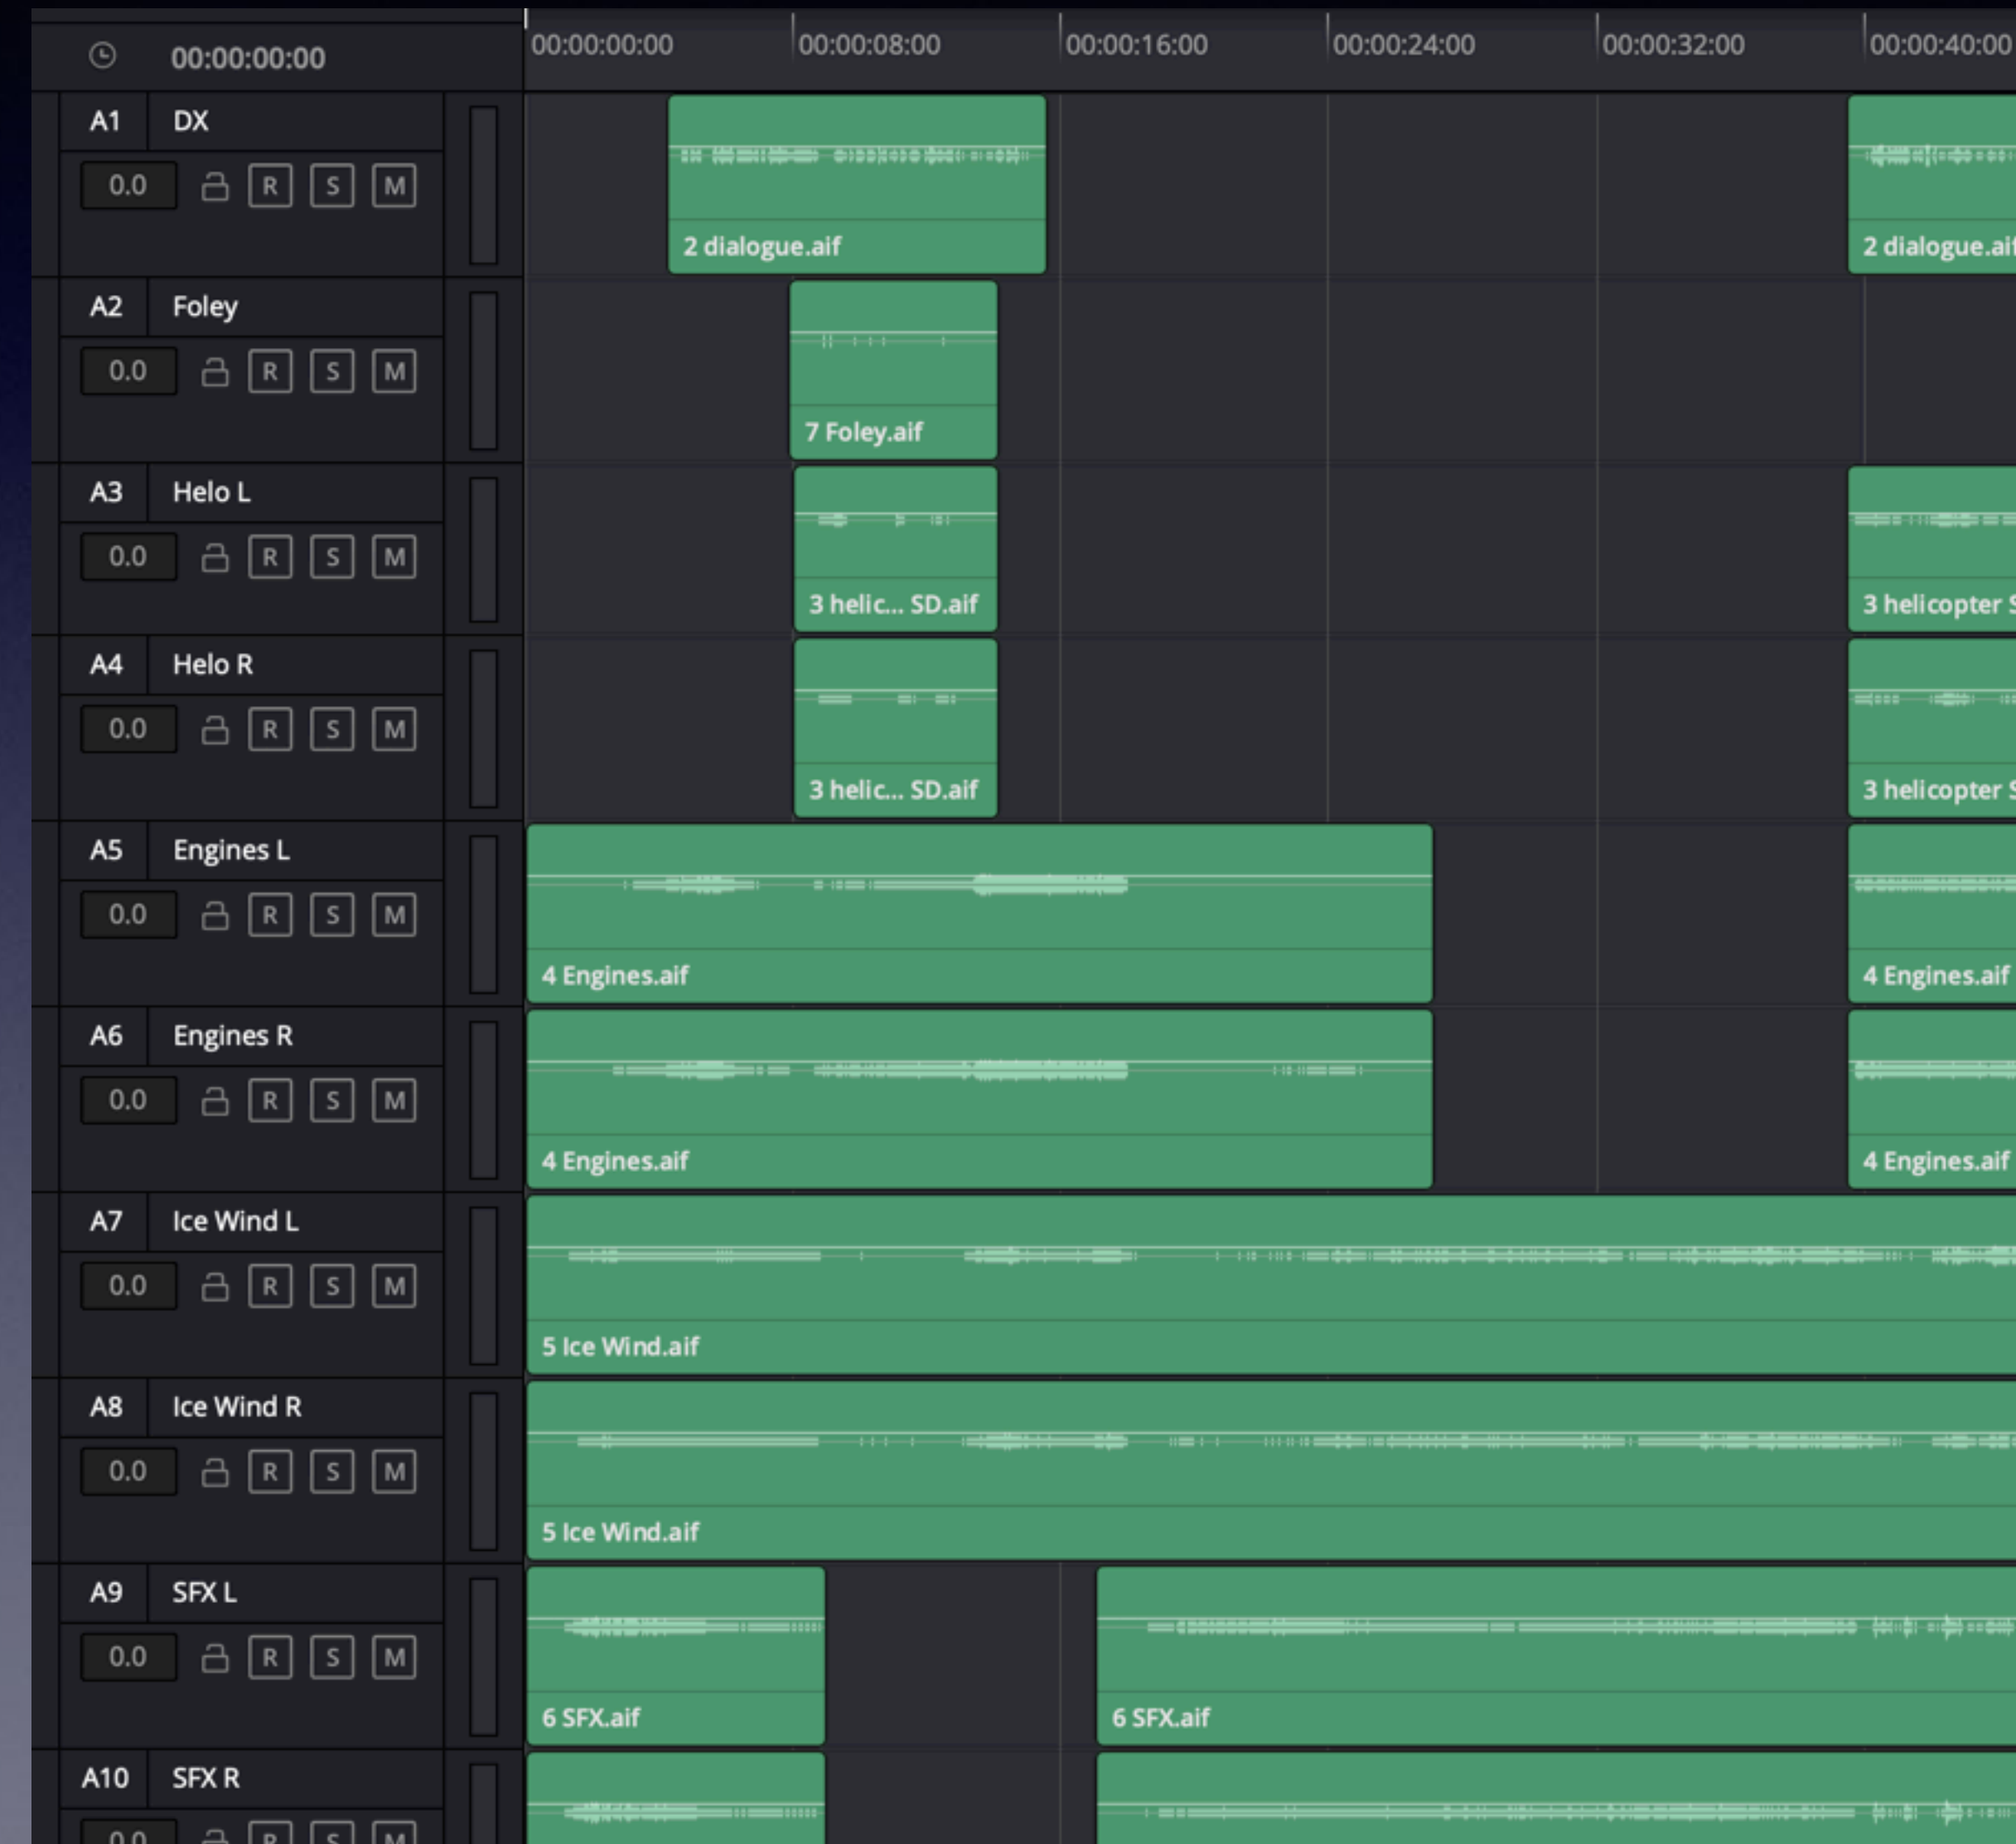 00:00:00:00 00:00:00:00 00:00:08:00 00:00:16:00 00:00:24:00 00:00:32:00 00:00:40:00
A1 DX
0.0 R S M
2 dialogue.aif 2 dialogue.aif
A2 Foley
0.0 R S M
7 Foley.aif
A3 Helo L
0.0 R S M
3 helic... SD.aif 3 helicopter S
A4 Helo R
0.0 R S M
3 helic... SD.aif 3 helicopter S
A5 Engines L
0.0 R S M
4 Engines.aif 4 Engines.aif
A6 Engines R
0.0 R S M
4 Engines.aif 4 Engines.aif
A7 Ice Wind L
0.0 R S M
5 Ice Wind.aif
A8 Ice Wind R
0.0 R S M
5 Ice Wind.aif
A9 SFX L
0.0 R S M
6 SFX.aif 6 SFX.aif
A10 SFX R
0.0 R S M